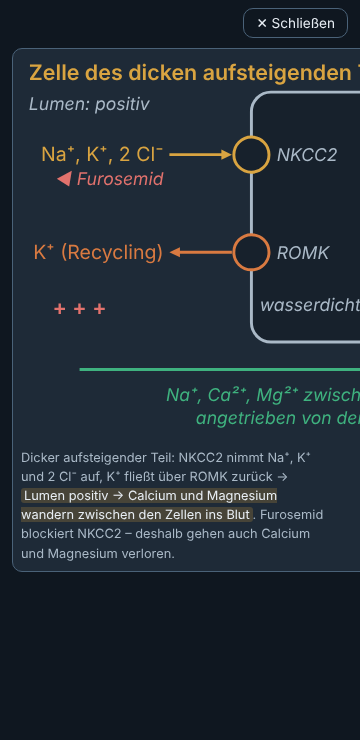 ✕ Schließen
Zelle des dicken aufsteigenden
Lumen: positiv
Na⁺, K⁺, 2 Cl⁻
NKCC2
◀ Furosemid
K⁺ (Recycling)
ROMK
wasserdicht
+ + +
Na⁺, Ca²⁺, Mg²⁺ zwisch
angetrieben von der
Dicker aufsteigender Teil: NKCC2 nimmt Na⁺, K⁺
und 2 Cl⁻ auf, K⁺ fließt über ROMK zurück →
Lumen positiv → Calcium und Magnesium
wandern zwischen den Zellen ins Blut. Furosemid
blockiert NKCC2 – deshalb gehen auch Calcium
und Magnesium verloren.